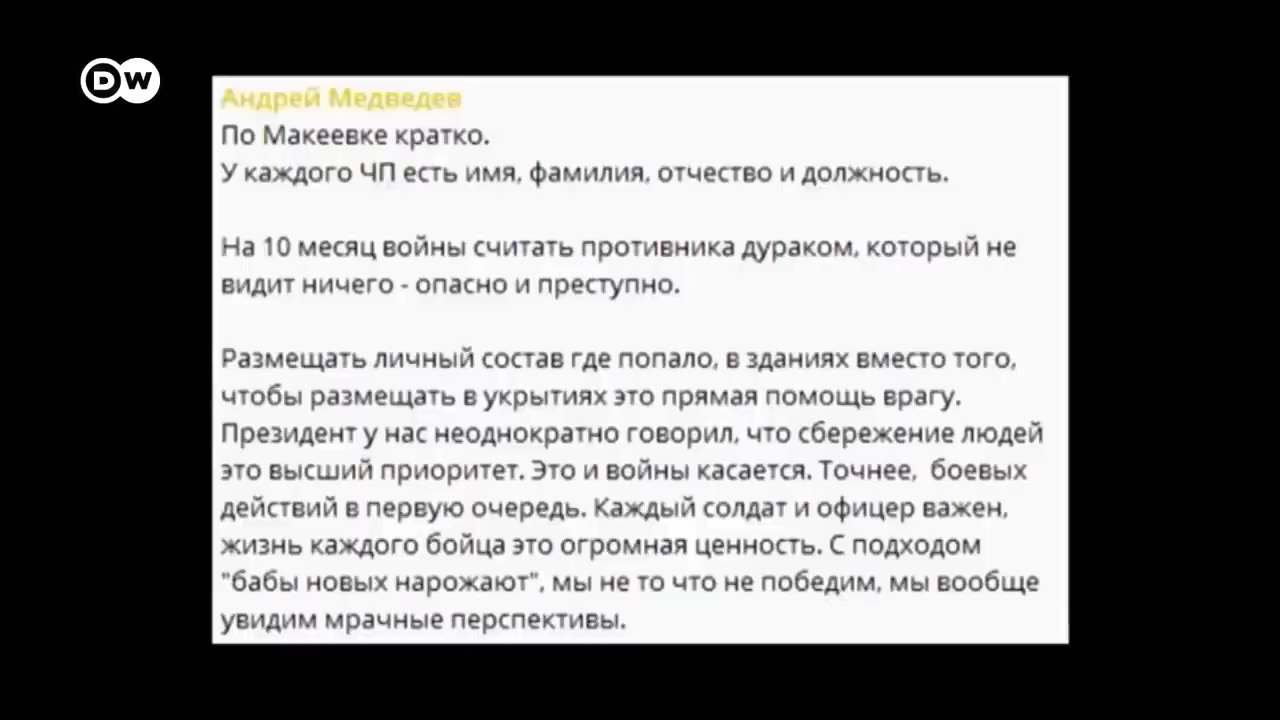 DW
Андрей Медведев
По Макеевке кратко.
У каждого ЧП есть имя, фамилия, отчество и должность.
На 10 месяц войны считать противника дураком, который не
видит ничего - опасно и преступно.
Размещать личный состав где попало, в зданиях вместо того,
чтобы размещать в укрытиях это прямая помощь врагу.
Президент у нас неоднократно говорил, что сбережение людей
это высший приоритет. Это и войны касается. Точнее, боевых
действий в первую очередь. Каждый солдат и офицер важен,
жизнь каждого бойца это огромная ценность. С подходом
"бабы новых нарожают", мы не то что не победим, мы вообще
увидим мрачные перспективы.